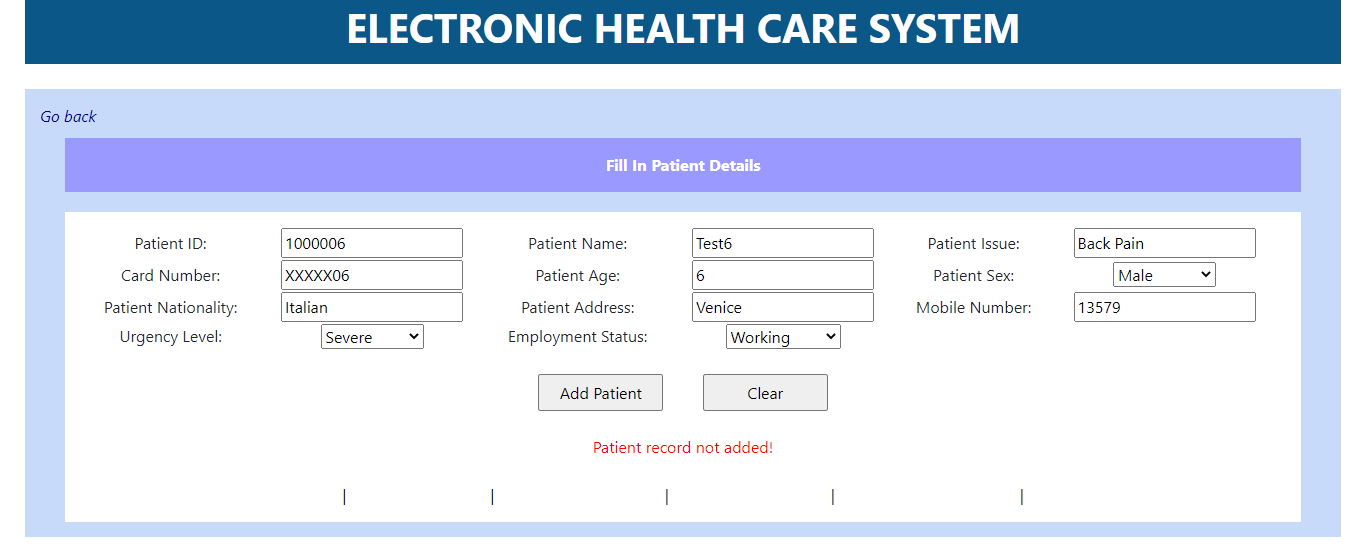 ELECTRONIC HEALTH CARE SYSTEM
Go back
Fill In Patient Details
Patient ID: 1000006 Patient Name: Test6 Patient Issue: Back Pain
Card Number: XXXXX06 Patient Age: 6 Patient Sex: Male
Patient Nationality: Italian Patient Address: Venice Mobile Number: 13579
Urgency Level: Severe Employment Status: Working
Add Patient Clear
Patient record not added!
| | | | |